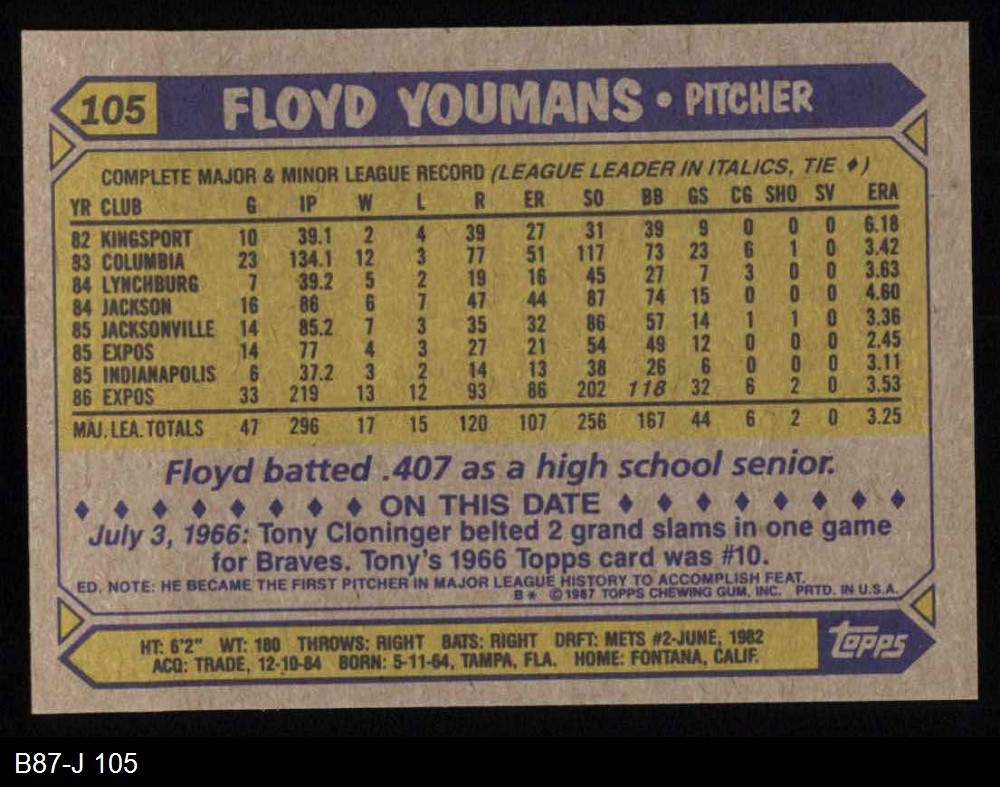 105 FLOYD YOUMANS • PITCHER
COMPLETE MAJOR & MINOR LEAGUE RECORD (LEAGUE LEADER IN ITALICS, TIE ♦)
YR CLUB G IP W L R ER SO BB GS CG SHO SV ERA
82 KINGSPORT 10 39.1 2 4 39 27 31 39 9 0 0 0 6.18
83 COLUMBIA 23 134.1 12 3 77 51 117 73 23 6 1 0 3.42
84 LYNCHBURG 7 39.2 5 2 19 16 45 27 7 3 0 0 3.63
84 JACKSON 16 86 6 7 47 44 87 74 15 0 0 0 4.60
85 JACKSONVILLE 14 85.2 7 3 35 32 86 57 14 1 1 0 3.36
85 EXPOS 14 77 4 3 27 21 54 49 12 0 0 0 2.45
85 INDIANAPOLIS 6 37.2 3 2 14 13 38 26 6 0 0 0 3.11
86 EXPOS 33 219 13 12 93 86 202 118 32 6 2 0 3.53
MAJ. LEA. TOTALS 47 296 17 15 120 107 256 167 44 6 2 0 3.25
Floyd batted .407 as a high school senior.
♦ ♦ ♦ ♦ ♦ ♦ ♦ ♦ ON THIS DATE ♦ ♦ ♦ ♦ ♦ ♦ ♦ ♦
July 3, 1966: Tony Cloninger belted 2 grand slams in one game
for Braves. Tony's 1966 Topps card was #10.
ED. NOTE: HE BECAME THE FIRST PITCHER IN MAJOR LEAGUE HISTORY TO ACCOMPLISH FEAT.
B* © 1987 TOPPS CHEWING GUM, INC. PRTD. IN U.S.A.
HT: 6'2" WT: 180 THROWS: RIGHT BATS: RIGHT DRFT: METS #2-JUNE, 1982
ACQ: TRADE, 12-10-84 BORN: 5-11-64, TAMPA, FLA. HOME: FONTANA, CALIF.
Topps
B87-J 105